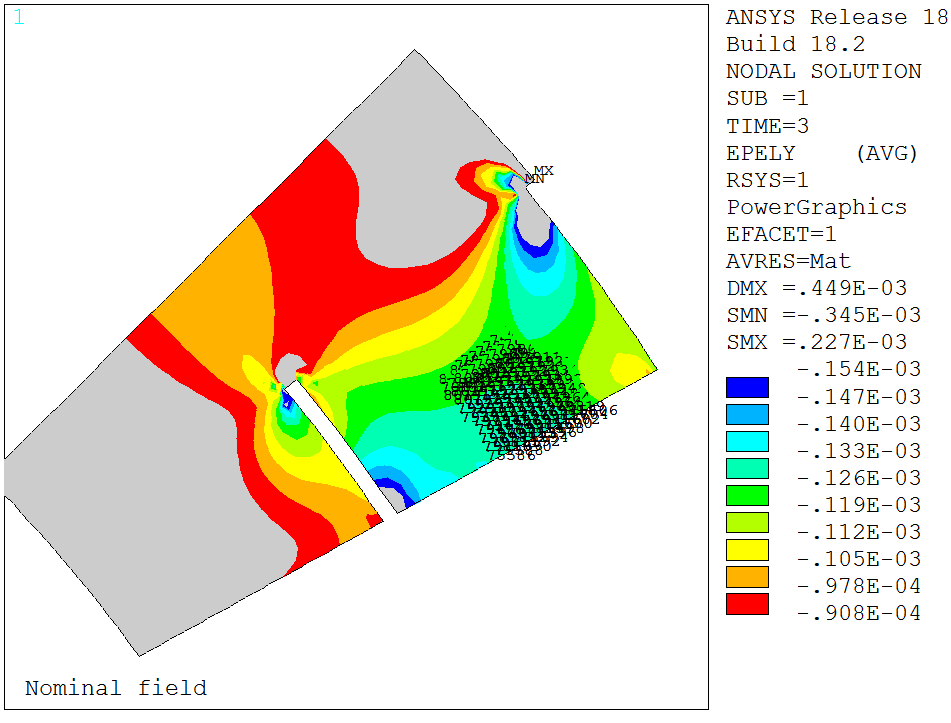 1
ANSYS Release 18
Build 18.2
NODAL SOLUTION
SUB =1
TIME=3
EPELY (AVG)
RSYS=1
PowerGraphics
EFACET=1
AVRES=Mat
DMX =.449E-03
SMN =-.345E-03
SMX =.227E-03
-.154E-03
-.147E-03
-.140E-03
-.133E-03
-.126E-03
-.119E-03
-.112E-03
-.105E-03
-.978E-04
-.908E-04
MX
MN
Nominal field